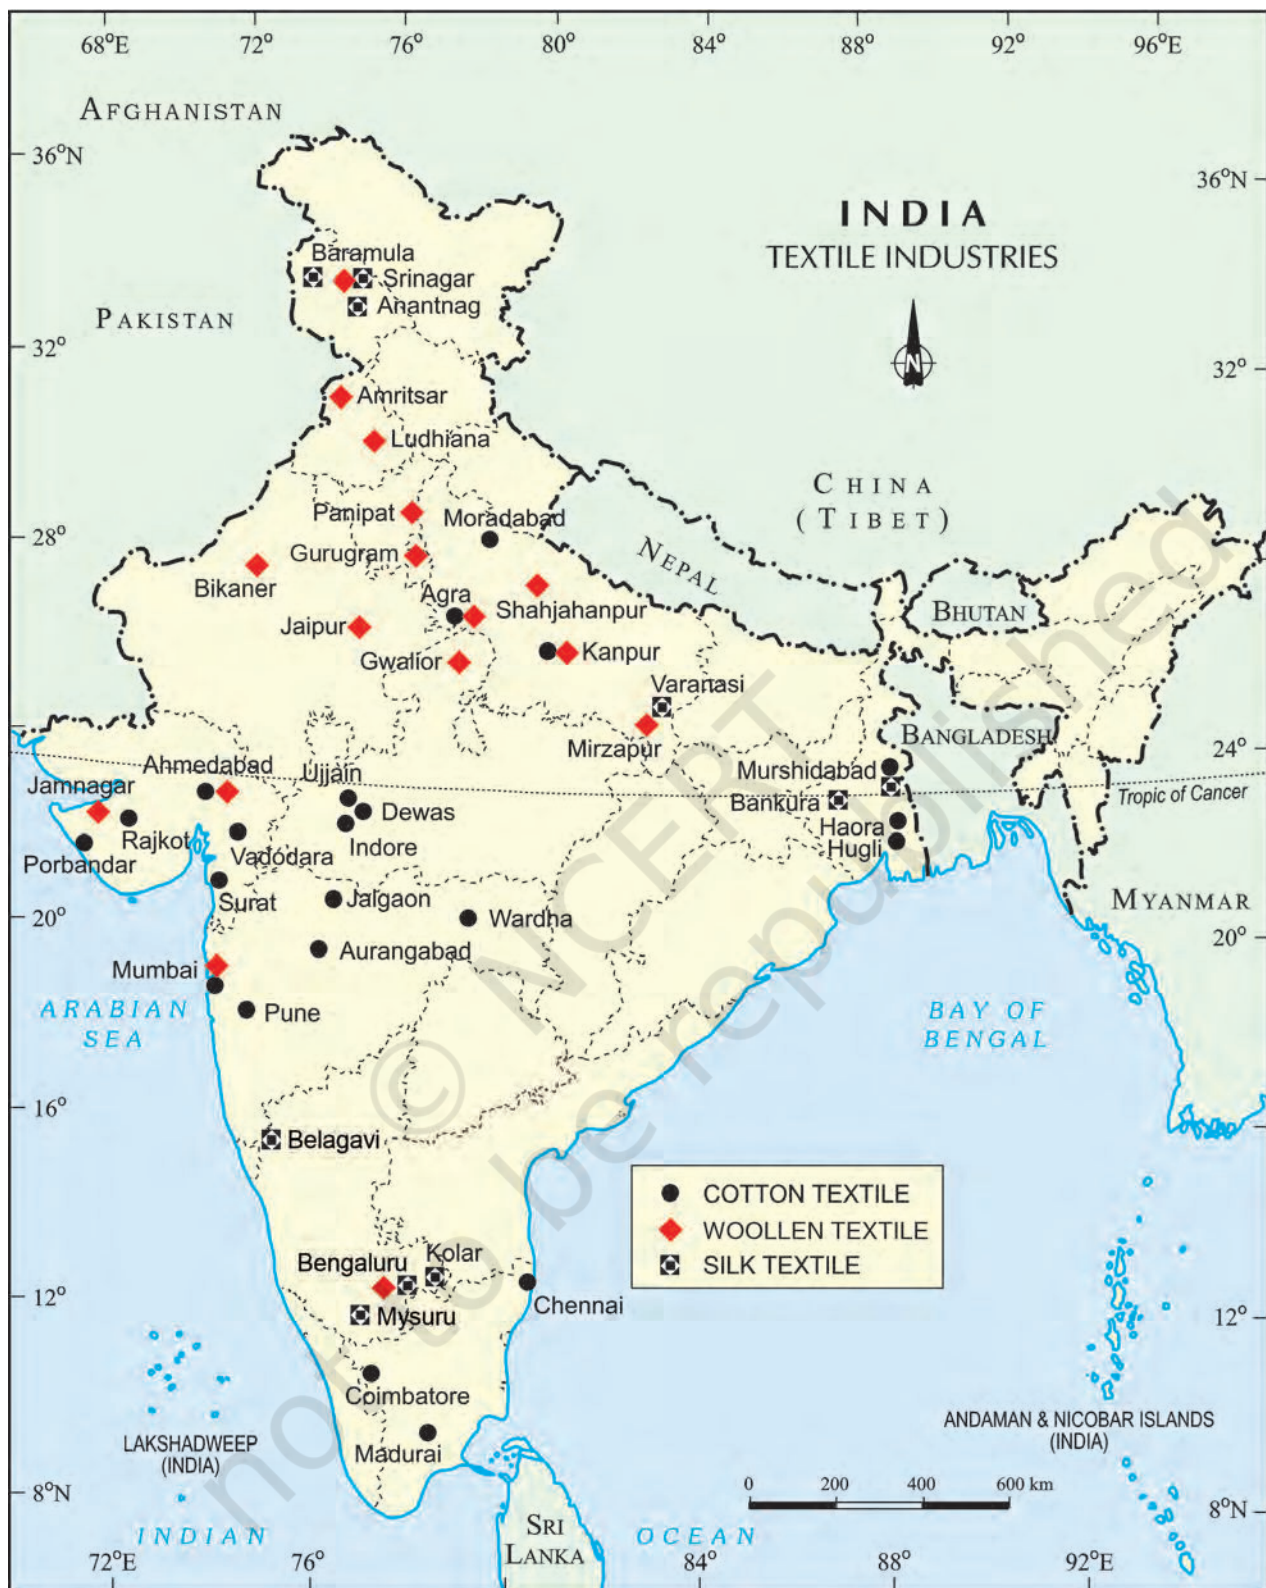 68°E 72° 76° 80° 84° 88° 92° 96°E
AFGHANISTAN
36°N
36°N
INDIA
TEXTILE INDUSTRIES
Baramula
Srinagar
Anantnag
PAKISTAN
N
32°
32°
Amritsar
Ludhiana
CHINA
(TIBET)
Panipat
Moradabad
28°
28°
Gurugram
NEPAL
Bikaner
Agra
Shahjahanpur
BHUTAN
Jaipur
Gwalior
Kanpur
Varanasi
Mirzapur
BANGLADESH
24°
Ahmedabad
Ujjain
Murshidabad
Jamnagar
Bankura
Tropic of Cancer
Dewas
Rajkot
Indore
Haora
Porbandar
Vadodara
Hugli
Surat
Jalgaon
MYANMAR
20°
Wardha
20°
Aurangabad
Mumbai
ARABIAN
SEA
Pune
BAY OF
BENGAL
16°
16°
Belagavi
COTTON TEXTILE
WOOLLEN TEXTILE
SILK TEXTILE
Kolar
Bengaluru
12°
Chennai
12°
Mysuru
Coimbatore
LAKSHADWEEP
(INDIA)
Madurai
ANDAMAN & NICOBAR ISLANDS
(INDIA)
0 200 400 600 km
8°N
8°N
INDIAN
SRI
LANKA
OCEAN
72°E 76° 84° 88° 92°E
© NCERT
not to be republished